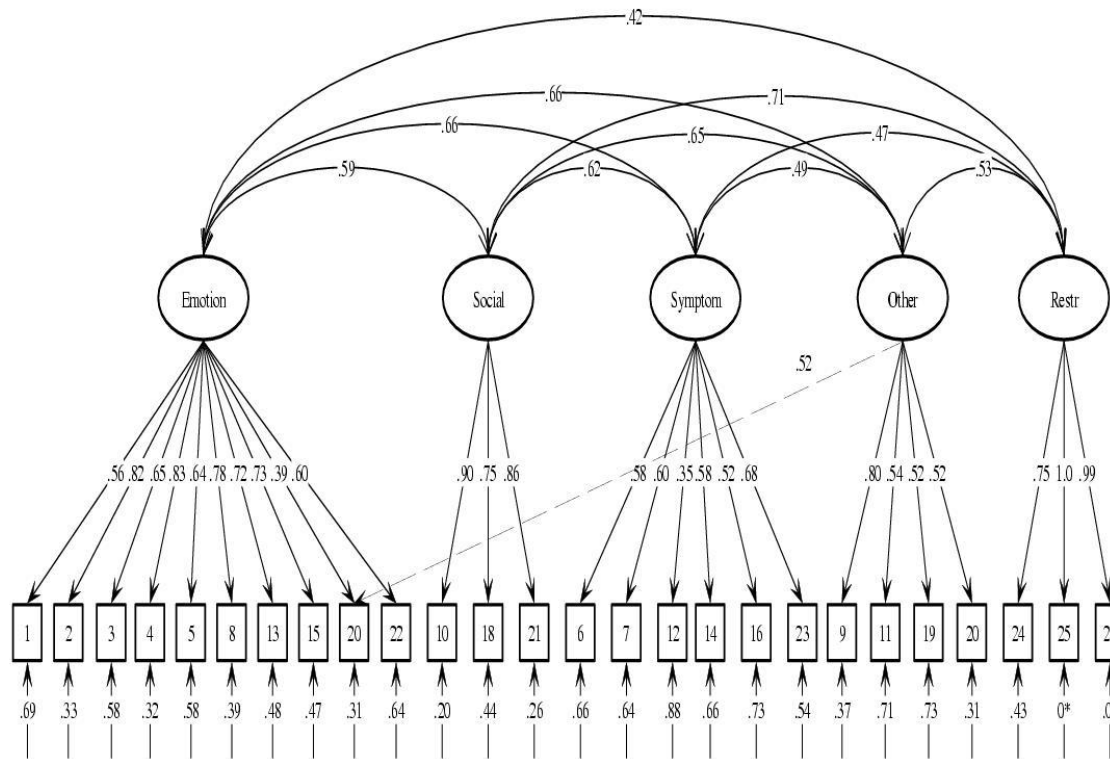 .42
.66 .71
.66 .65 .47
.59 .62 .49 .53
Emotion Social Symptom Other Restr
.52
.56 .82 .65 .83 .64 .78 .72 .73 .39 .60 .90 .75 .86 .58 .60 .35 .58 .52 .68 .80 .54 .52 .52 .75 1.0 .99
1 2 3 4 5 8 13 15 20 22 10 18 21 6 7 12 14 16 23 9 11 19 20 24 25
.69 .33 .58 .32 .58 .39 .48 .47 .31 .64 .20 .44 .26 .66 .64 .88 .66 .73 .54 .37 .71 .73 .31 .43 0*